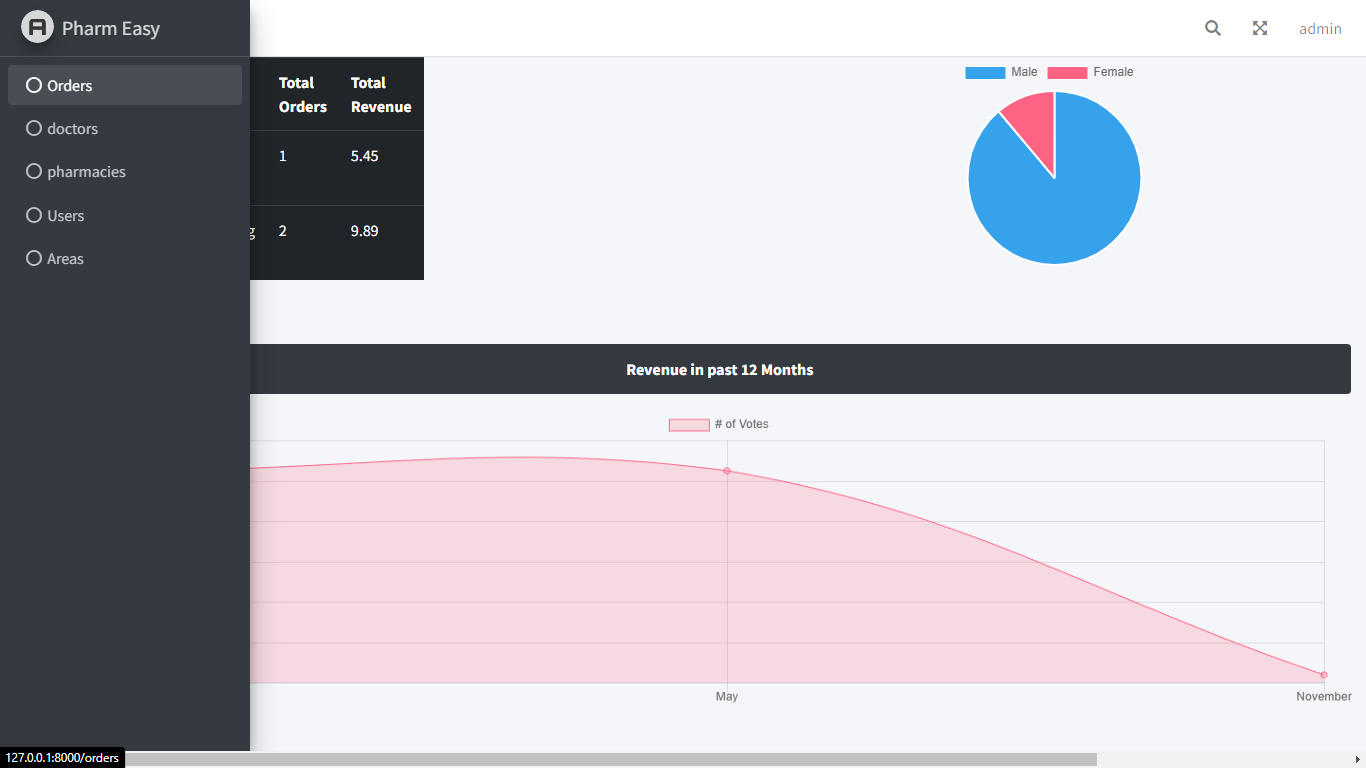 Pharm Easy
admin
Orders
doctors
pharmacies
Users
Areas
Total
Orders
Total
Revenue
1
5.45
g
2
9.89
Male
Female
Revenue in past 12 Months
# of Votes
May
November
127.0.0.1:8000/orders